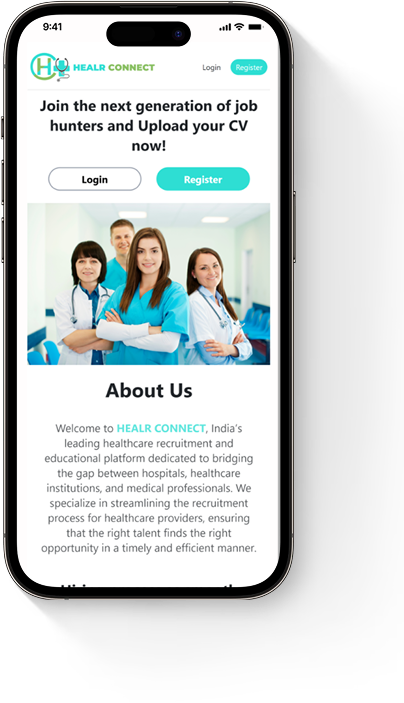 9:41
HEALR CONNECT
Login
Register
Join the next generation of job
hunters and Upload your CV
now!
Login
Register
About Us
Welcome to HEALR CONNECT, India's
leading healthcare recruitment and
educational platform dedicated to bridging
the gap between hospitals, healthcare
institutions, and medical professionals. We
specialize in streamlining the recruitment
process for healthcare providers, ensuring
that the right talent finds the right
opportunity in a timely and efficient manner.